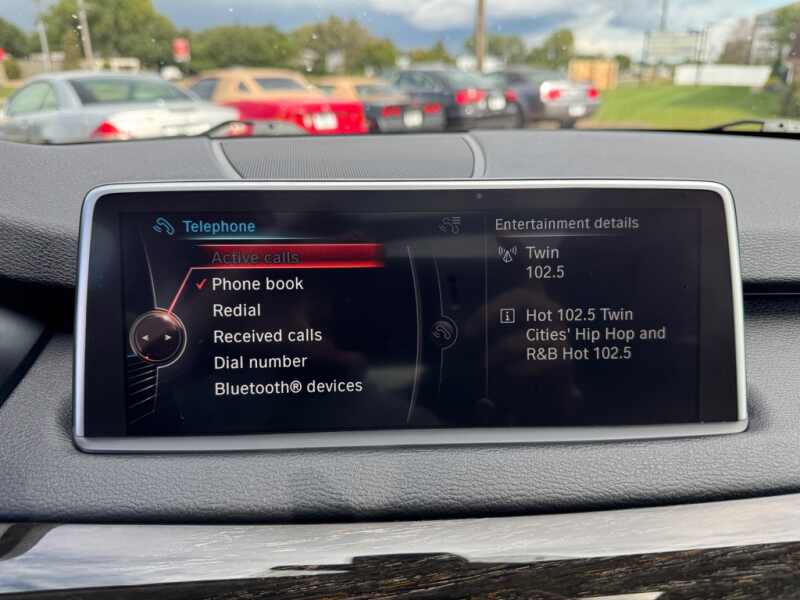 Telephone
Active calls
Phone book
Redial
Received calls
Dial number
Bluetooth® devices
Entertainment details
Twin
102.5
Hot 102.5 Twin
Cities' Hip Hop and
R&B Hot 102.5